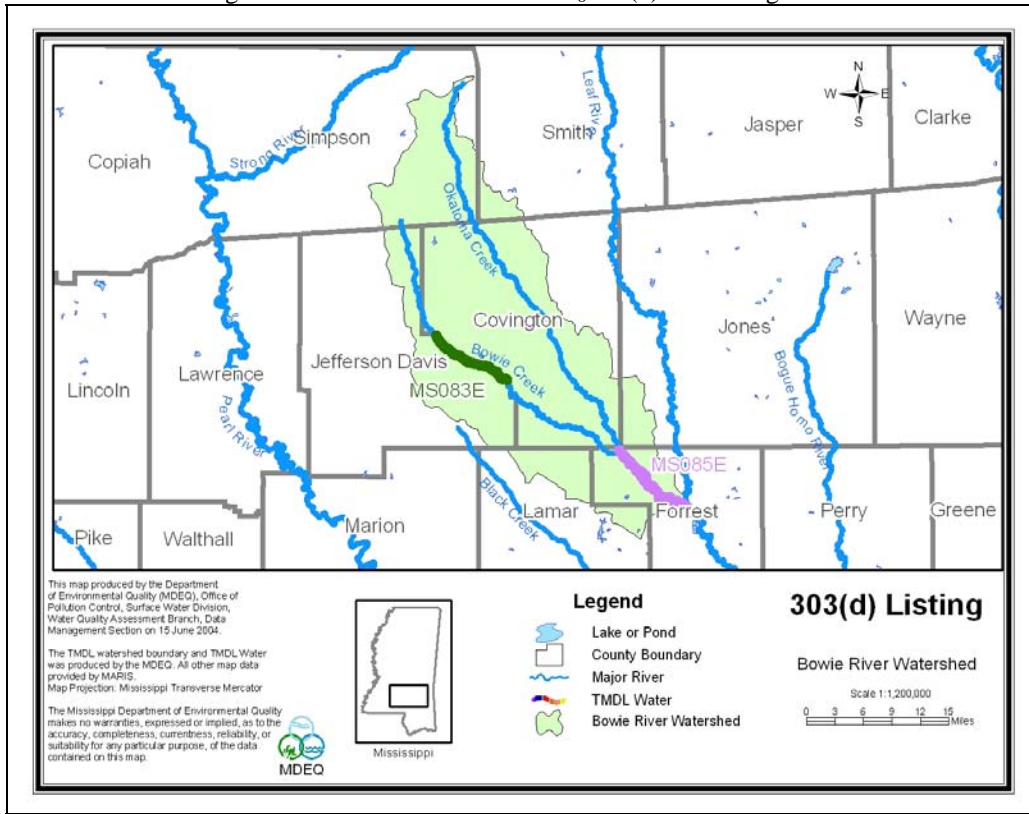 N
W E
S
Copiah
Simpson
Strong River
Smith
Leaf River
Jasper
Clarke
Okatoma Creek
Covington
Jones
Wayne
Lincoln
Lawrence
Pearl River
Jefferson Davis
MS083E
Bowie Creek
Bogue Homo River
MS085E
Black Creek
Pike
Walthall
Marion
Lamar
Forrest
Perry
Greene
This map produced by the Department
of Environmental Quality (MDEQ), Office of
Pollution Control, Surface Water Division,
Water Quality Assessment Branch, Data
Management Section on 15 June 2004.
The TMDL watershed boundary and TMDL Water
was produced by the MDEQ. All other map data
provided by MARIS.
Map Projection: Mississippi Transverse Mercator
The Mississippi Department of Environmental Quality
makes no warranties, expressed or implied, as to the
accuracy, completeness, currentness, reliability, or
suitability for any particular purpose, of the data
contained on this map.
MDEQ
Mississippi
Legend
Lake or Pond
County Boundary
Major River
TMDL Water
Bowie River Watershed
303(d) Listing
Bowie River Watershed
Scale 1:1,200,000
0 3 6 9 12 15
Miles